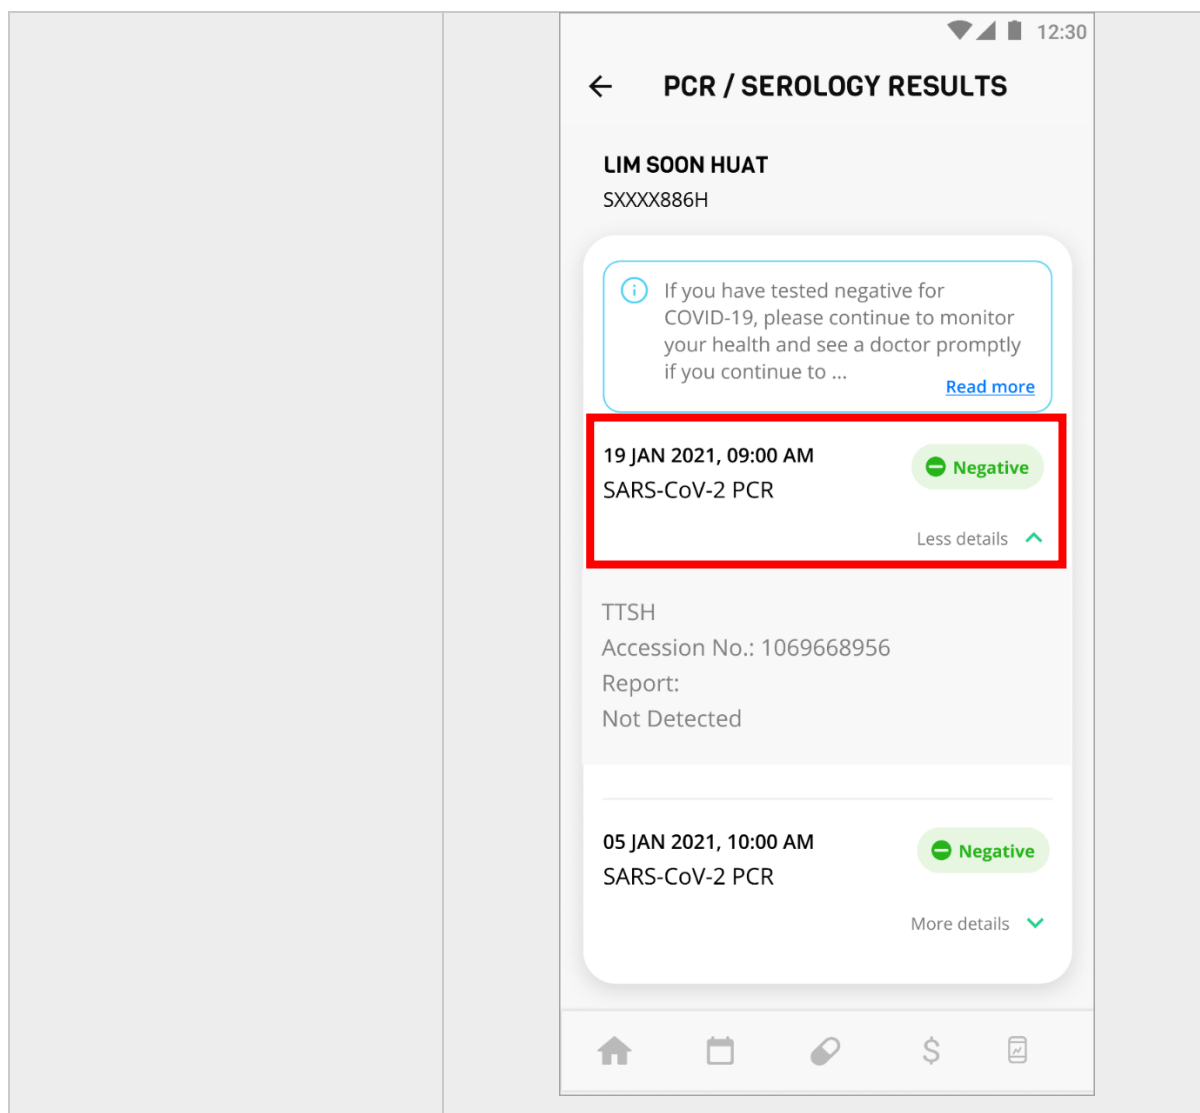 12:30
PCR / SEROLOGY RESULTS
LIM SOON HUAT
SXXXX886H
If you have tested negative for
COVID-19, please continue to monitor
your health and see a doctor promptly
if you continue to ...
Read more
19 JAN 2021, 09:00 AM
Negative
SARS-CoV-2 PCR
Less details
TTSH
Accession No.: 1069668956
Report:
Not Detected
05 JAN 2021, 10:00 AM
Negative
SARS-CoV-2 PCR
More details